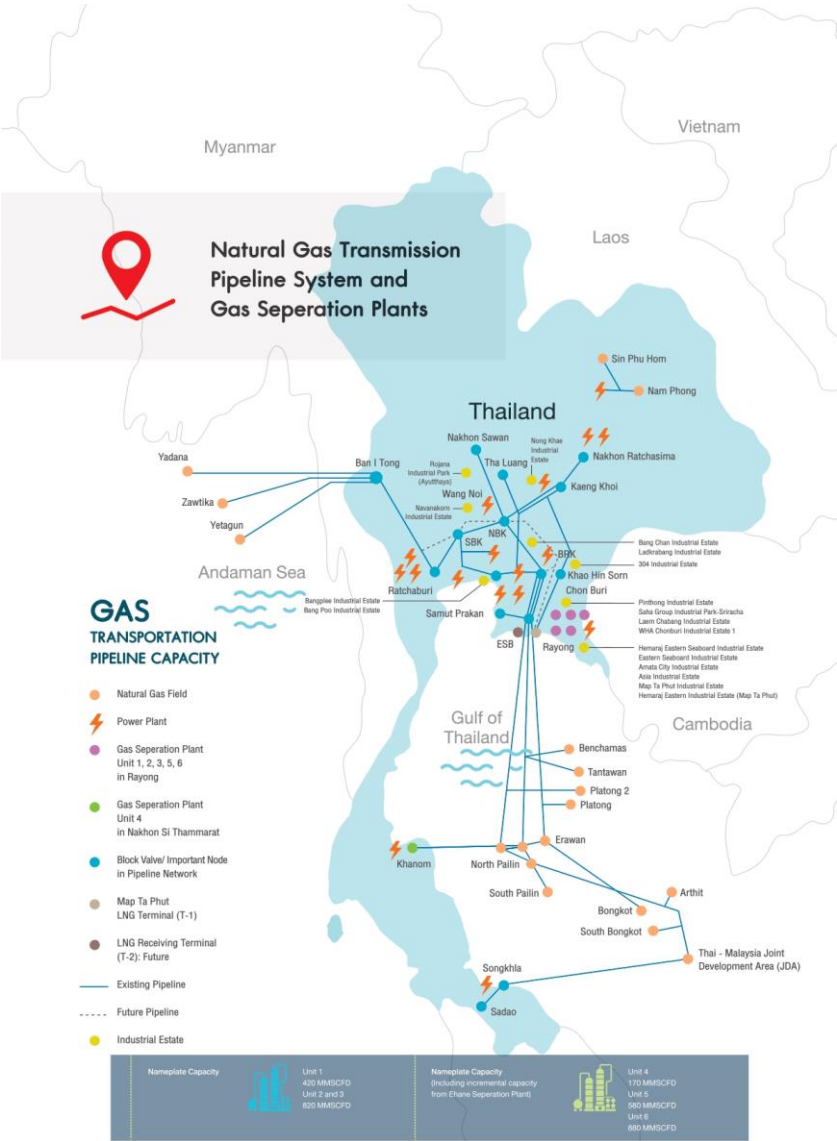 Myanmar
Vietnam
Laos
Natural Gas Transmission
Pipeline System and
Gas Seperation Plants
Sin Phu Hom
Nam Phong
Thailand
Nakhon Sawan
Nong Khae
Industrial
Estate
Nakhon Ratchasima
Yadana
Ban I Tong
Rojana
Industrial Park
(Ayutthaya)
Tha Luang
Kaeng Khoi
Zawtika
Wang Noi
Navanakorn
Industrial Estate
Yetagun
NBK
SBK
BRK
Bang Chan Industrial Estate
Ladkrabang Industrial Estate
304 Industrial Estate
Andaman Sea
Ratchaburi
Khao Hin Sorn
Chon Buri
Bangplee Industrial Estate
Bang Poo Industrial Estate
Samut Prakan
Pinthong Industrial Estate
Saha Group Industrial Park-Sriracha
Laem Chabang Industrial Estate
WHA Chonburi Industrial Estate 1
ESB
Rayong
Hemaraj Eastern Seaboard Industrial Estate
Eastern Seaboard Industrial Estate
Amata City Industrial Estate
Asia Industrial Estate
Map Ta Phut Industrial Estate
Hemaraj Eastern Industrial Estate (Map Ta Phut)
GAS
TRANSPORTATION
PIPELINE CAPACITY
Natural Gas Field
Power Plant
Gas Seperation Plant
Unit 1, 2, 3, 5, 6
in Rayong
Gas Seperation Plant
Unit 4
in Nakhon Si Thammarat
Block Valve/ Important Node
in Pipeline Network
Map Ta Phut
LNG Terminal (T-1)
LNG Receiving Terminal
(T-2): Future
Existing Pipeline
Future Pipeline
Industrial Estate
Gulf of
Thailand
Cambodia
Benchamas
Tantawan
Platong 2
Platong
Erawan
Khanom
North Pailin
South Pailin
Arthit
Bongkot
South Bongkot
Thai - Malaysia Joint
Development Area (JDA)
Songkhla
Sadao
Nameplate Capacity
Unit 1
420 MMSCFD
Unit 2 and 3
820 MMSCFD
Nameplate Capacity
(Including incremental capacity
from Ehane Seperation Plant)
Unit 4
170 MMSCFD
Unit 5
580 MMSCFD
Unit 6
880 MMSCFD